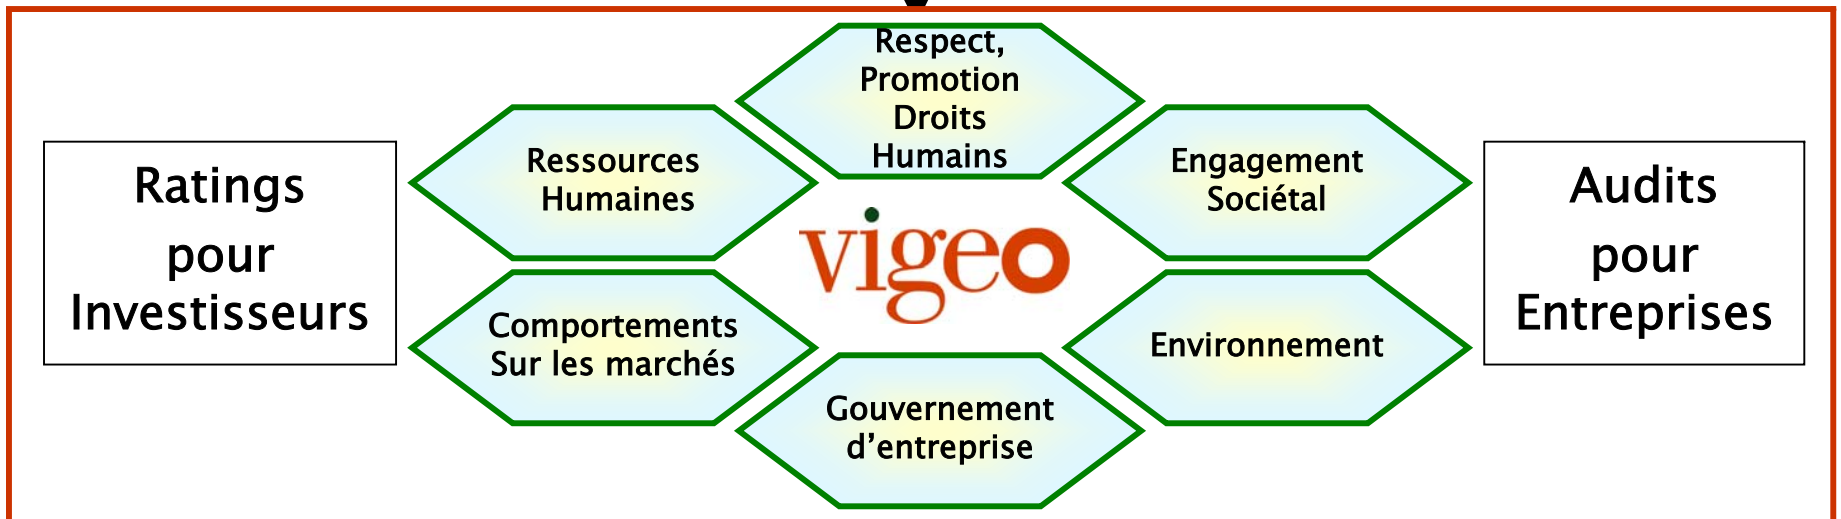 Respect,
Promotion
Droits
Humains
Ressources
Humaines
Engagement
Sociétal
Ratings
pour
Investisseurs
vigeo
Audits
pour
Entreprises
Comportements
Sur les marchés
Environnement
Gouvernement
d’entreprise